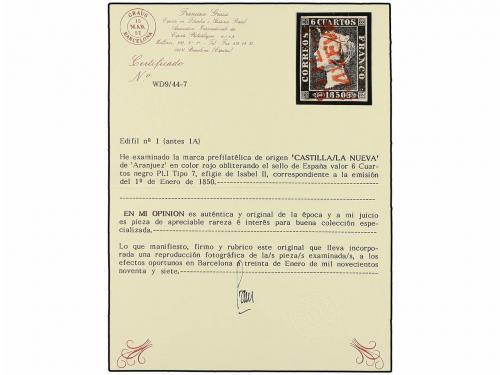 GRAUS
15 MAR. 52
BARCELONA
Francisco Graus
Certificado
Nº WD9/44-7
6 CUARTOS
CORREOS
FRANCO
1850
Edifil nº 1 (antes 1A)
He examinado la marca prefilatélica de origen 'CASTILLA/LA NUEVA'
de 'Aranjuez' en color rojo obliterando el sello de España valor 6 Cuar-
tos negro Pl.I Tipo 7, efigie de Isabel II, correspondiente a la emisión
del 1º de Enero de 1850.
EN MI OPINION es auténtica y original de la época y a mi juicio
es pieza de apreciable rareza é interés para buena colección espe-
cializada.
Lo que manifiesto, firmo y rubrico este original que lleva incorpo-
rada una reproducción fotográfica de la/s pieza/s examinada/s, a
los efectos oportunos en Barcelona a treinta de Enero de mil novecientos
noventa y siete.